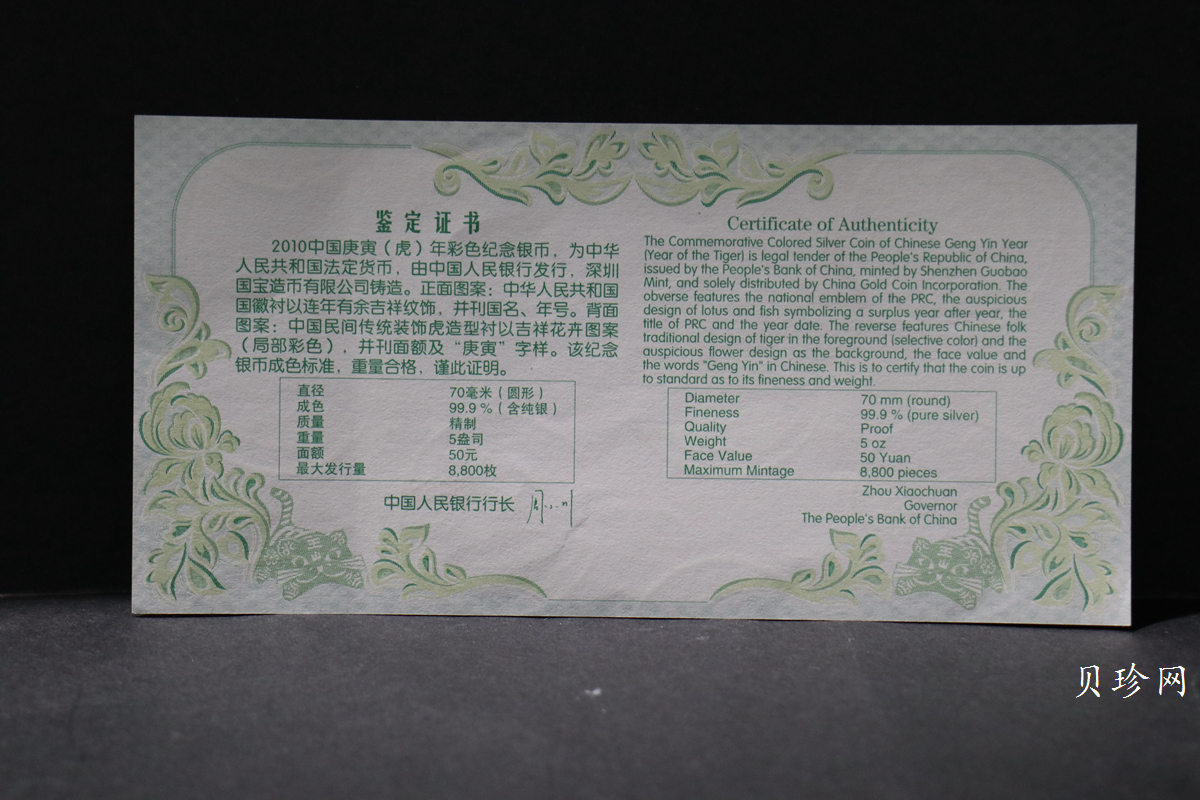 鉴定证书
2010中国庚寅（虎）年彩色纪念银币，为中华
人民共和国法定货币，由中国人民银行发行，深圳
国宝造币有限公司铸造。正面图案：中华人民共和国
国徽衬以连年有余吉祥纹饰，并刊国名、年号。背面
图案：中国民间传统装饰虎造型衬以吉祥花卉图案
（局部彩色），并刊面额及“庚寅”字样。该纪念
银币成色标准，重量合格，谨此证明。
直径 70毫米（圆形）
成色 99.9％（含纯银）
质量 精制
重量 5盎司
面额 50元
最大发行量 8,800枚
中国人民银行行长
Certificate of Authenticity
The Commemorative Colored Silver Coin of Chinese Geng Yin Year
(Year of the Tiger) is legal tender of the People's Republic of China,
issued by the People's Bank of China, minted by Shenzhen Guobao
Mint, and solely distributed by China Gold Coin Incorporation. The
obverse features the national emblem of the PRC, the auspicious
design of lotus and fish symbolizing a surplus year after year, the
title of PRC and the year date. The reverse features Chinese folk
traditional design of tiger in the foreground (selective color) and the
auspicious flower design as the background, the face value and
the words "Geng Yin" in Chinese. This is to certify that the coin is up
to standard as to its fineness and weight.
Diameter 70 mm (round)
Fineness 99.9 % (pure silver)
Quality Proof
Weight 5 oz
Face Value 50 Yuan
Maximum Mintage 8,800 pieces
Zhou Xiaochuan
Governor
The People's Bank of China
王
王
贝珍网